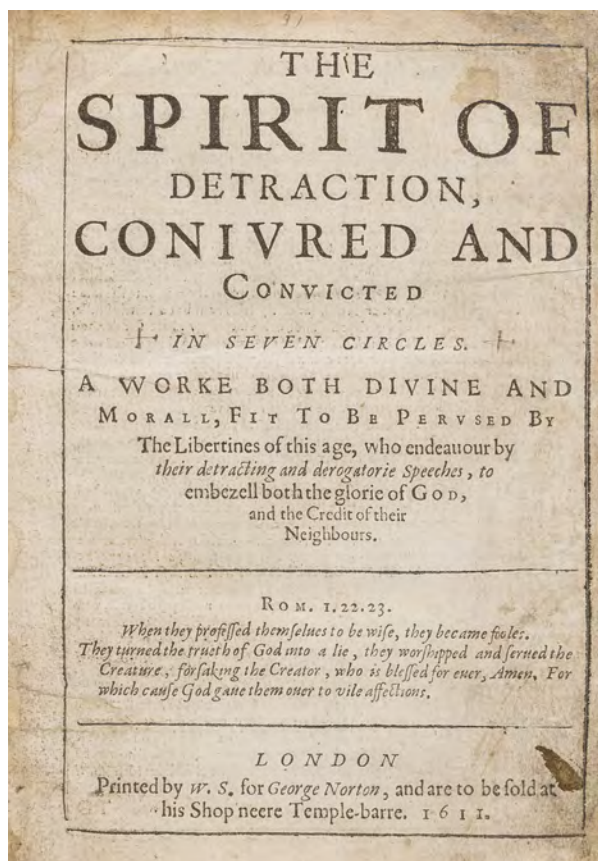 THE
SPIRIT OF
DETRACTION,
CONIVRED AND
CONVICTED
IN SEVEN CIRCLES.
A WORKE BOTH DIVINE AND
MORALL, FIT TO BE PERVSED BY
The Libertines of this age, who endeauour by
their detracting and derogatorie Speeches, to
embezell both the glorie of GOD,
and the Credit of their
Neighbours.
ROM. 1.22.23.
When they profeſſed themſelues to be wiſe, they became fooles.
They turned the trueth of God into a lie, they worſhipped and ſerued the
Creature, forſaking the Creator, who is bleſſed for euer, Amen. For
which cauſe God gaue them ouer to vile affections.
LONDON
Printed by W. S. for George Norton, and are to be ſold at
his Shop neere Temple-barre. 1611.